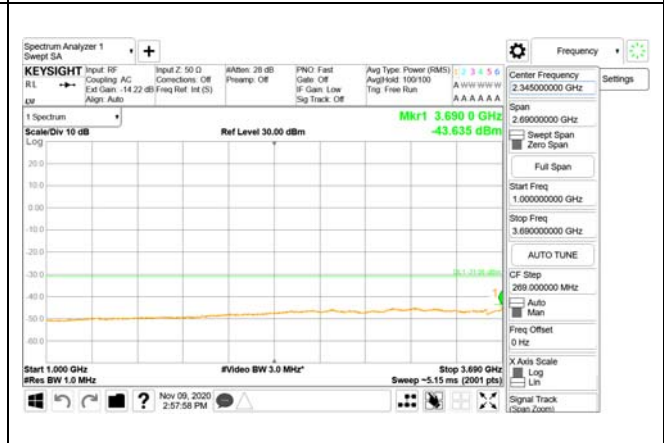 Spectrum Analyzer 1
Swept SA
Frequency
KEYSIGHT
RL
Input: RF
Coupling: AC
Ext Gain: -14.22 dB
Align: Auto
Input Z: 50 Ω
Corrections: Off
Freq Ref: Int (S)
#Atten: 28 dB
Preamp: Off
PNO: Fast
Gate: Off
IF Gain: Low
Sig Track: Off
Avg Type: Power (RMS)
Avg|Hold: 100/100
Trig: Free Run
1 2 3 4 5 6
A W W W W W
A A A A A A
1 Spectrum
Scale/Div 10 dB
Log
Ref Level 30.00 dBm
Mkr1 3.690 0 GHz
-43.635 dBm
20.0
10.0
0.00
-10.0
-20.0
-30.0
-40.0
-50.0
-60.0
1
Start 1.000 GHz
#Res BW 1.0 MHz
#Video BW 3.0 MHz*
Stop 3.690 GHz
Sweep ~5.15 ms (2001 pts)
Nov 09, 2020
2:57:58 PM
Center Frequency
2.345000000 GHz
Settings
Span
2.69000000 GHz
Swept Span
Zero Span
Full Span
Start Freq
1.000000000 GHz
Stop Freq
3.690000000 GHz
AUTO TUNE
CF Step
269.000000 MHz
Auto
Man
Freq Offset
0 Hz
X Axis Scale
Log
Lin
Signal Track
(Span Zoom)